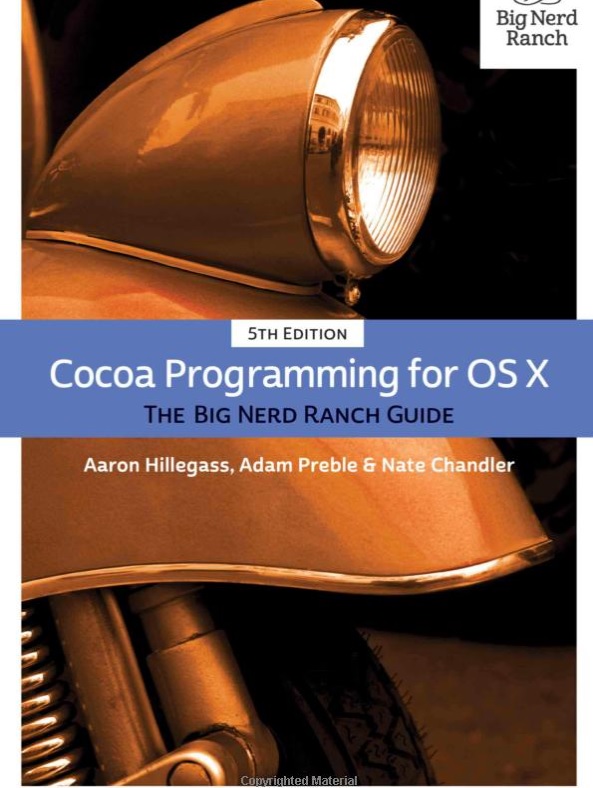 Big Nerd
Ranch
5TH EDITION
Cocoa Programming for OS X
THE BIG NERD RANCH GUIDE
Aaron Hillegass, Adam Preble & Nate Chandler
Copyrighted Material